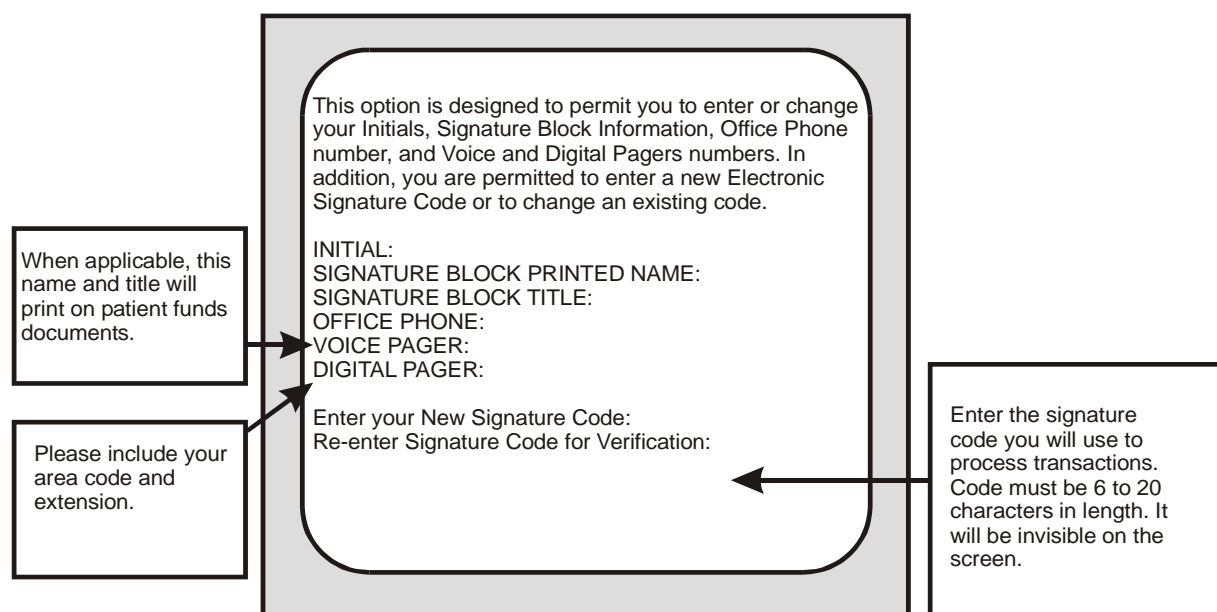 This option is designed to permit you to enter or change
your Initials, Signature Block Information, Office Phone
number, and Voice and Digital Pagers numbers. In
addition, you are permitted to enter a new Electronic
Signature Code or to change an existing code.
INITIAL:
SIGNATURE BLOCK PRINTED NAME:
SIGNATURE BLOCK TITLE:
OFFICE PHONE:
VOICE PAGER:
DIGITAL PAGER:
Enter your New Signature Code:
Re-enter Signature Code for Verification:
When applicable, this
name and title will
print on patient funds
documents.
Please include your
area code and
extension.
Enter the signature
code you will use to
process transactions.
Code must be 6 to 20
characters in length. It
will be invisible on the
screen.